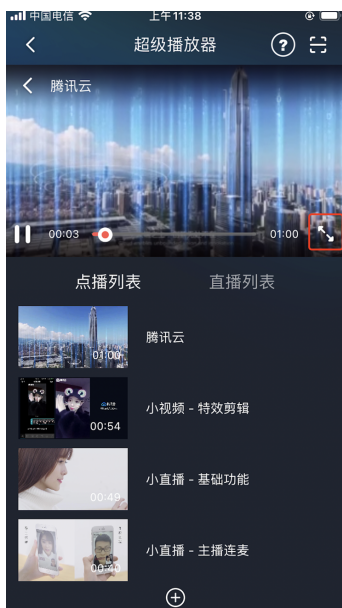 中国电信 上午11:38
超级播放器 ?
腾讯云
00:03 01:00
点播列表 直播列表
01:00 腾讯云
00:54 小视频 - 特效剪辑
00:49 小直播 - 基础功能
00:40 小直播 - 主播连麦